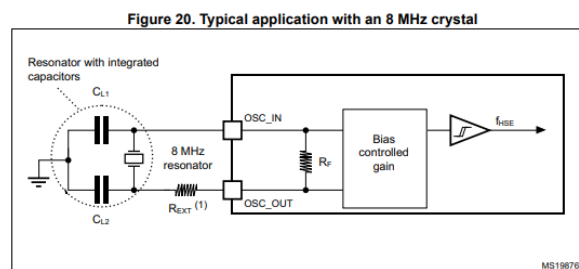 Figure 20. Typical application with an 8 MHz crystal
Resonator with integrated
capacitors
CL1
OSC_IN
fHSE
8 MHz
resonator
RF
Bias
controlled
gain
REXT (1)
OSC_OUT
CL2
MS19876